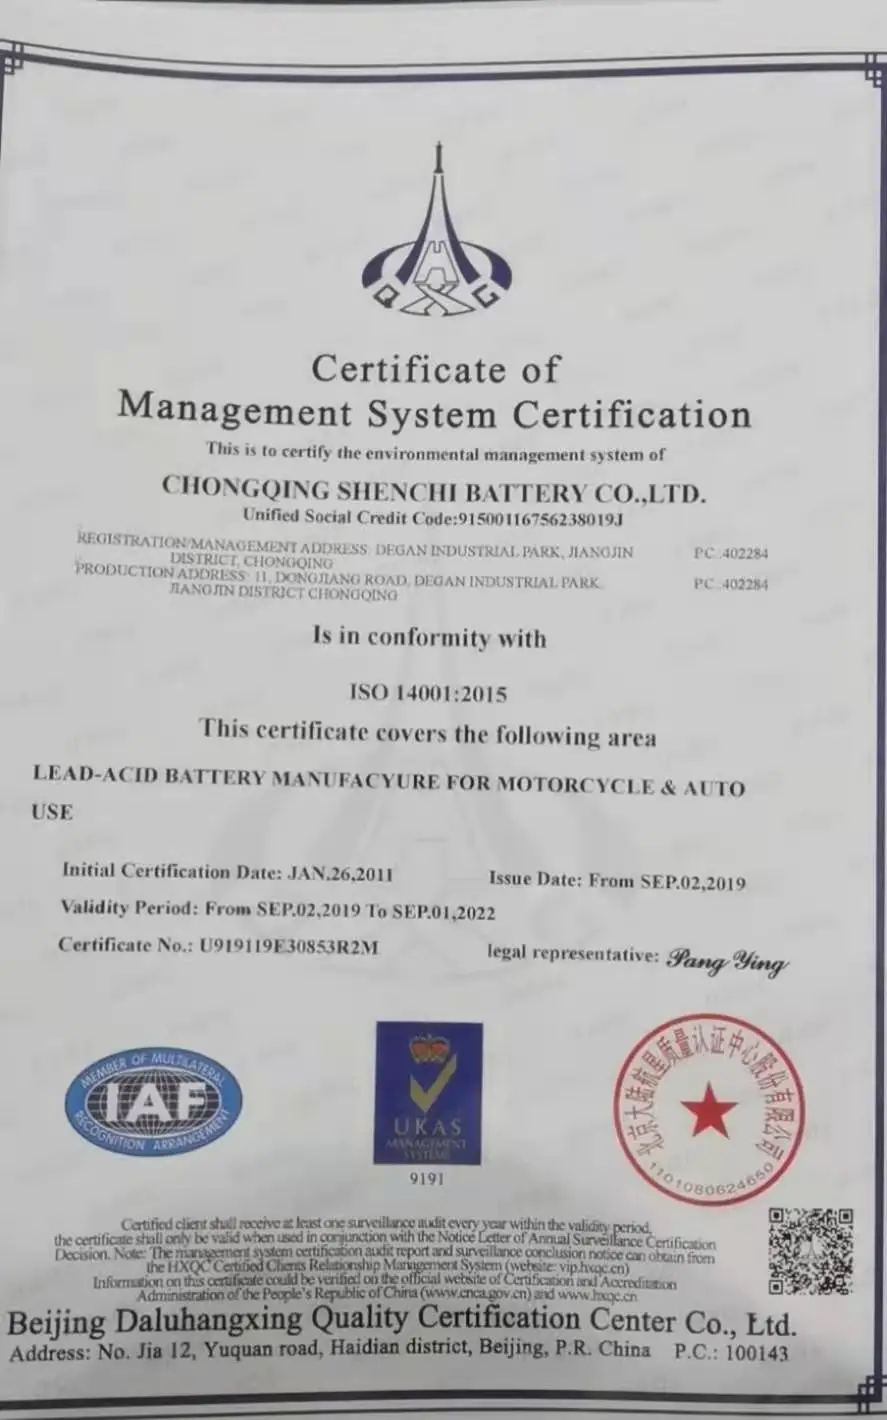 Q G
Certificate of
Management System Certification
This is to certify the environmental management system of
CHONGQING SHENCHI BATTERY CO.,LTD.
Unified Social Credit Code:91500116756238019J
REGISTRATION/MANAGEMENT ADDRESS: DEGAN INDUSTRIAL PARK, JIANGJIN PC.:402284
DISTRICT, CHONGQING
PRODUCTION ADDRESS: 11, DONGJIANG ROAD, DEGAN INDUSTRIAL PARK, PC.:402284
JIANGJIN DISTRICT CHONGQING
Is in conformity with
ISO 14001:2015
This certificate covers the following area
LEAD-ACID BATTERY MANUFACYURE FOR MOTORCYCLE & AUTO
USE
Initial Certification Date: JAN.26,2011 Issue Date: From SEP.02,2019
Validity Period: From SEP.02,2019 To SEP.01,2022
Certificate No.: U919119E30853R2M legal representative: Pang Ying
MEMBER OF MULTILATERAL
IAF
RECOGNITION ARRANGEMENT
UKAS
MANAGEMENT
SYSTEMS
9191
北京大陆航星质量认证中心股份有限公司
1101080624650
Certified client shall receive at least one surveillance audit every year within the validity period,
the certificate shall only be valid when used in conjunction with the Notice Letter of Annual Surveillance Certification
Decision. Note: The management system certification audit report and surveillance conclusion notice can obtain from
the HXQC Certified Clients Relationship Management System (website: vip.hxqc.cn)
Information on this certificate could be verified on the official website of Certification and Accreditation
Administration of the People's Republic of China (www.cnca.gov.cn) and www.hxqc.cn
Beijing Daluhangxing Quality Certification Center Co., Ltd.
Address: No. Jia 12, Yuquan road, Haidian district, Beijing, P.R. China P.C.: 100143